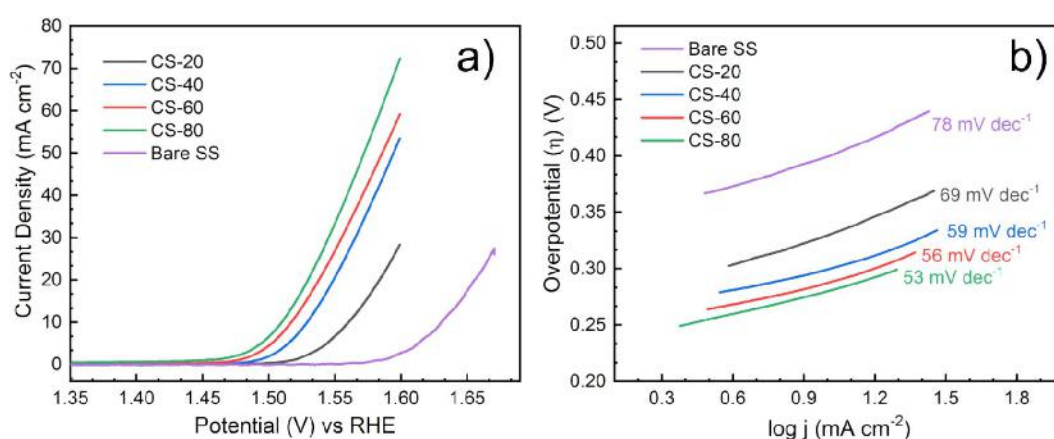 a)
80
70
60
50
40
30
20
10
0
Current Density (mA cm⁻²)
CS-20
CS-40
CS-60
CS-80
Bare SS
1.35 1.40 1.45 1.50 1.55 1.60 1.65
Potential (V) vs RHE
b)
0.50
0.45
0.40
0.35
0.30
0.25
0.20
Overpotential (η) (V)
Bare SS
CS-20
CS-40
CS-60
CS-80
78 mV dec⁻¹
69 mV dec⁻¹
59 mV dec⁻¹
56 mV dec⁻¹
53 mV dec⁻¹
0.3 0.6 0.9 1.2 1.5 1.8
log j (mA cm⁻²)